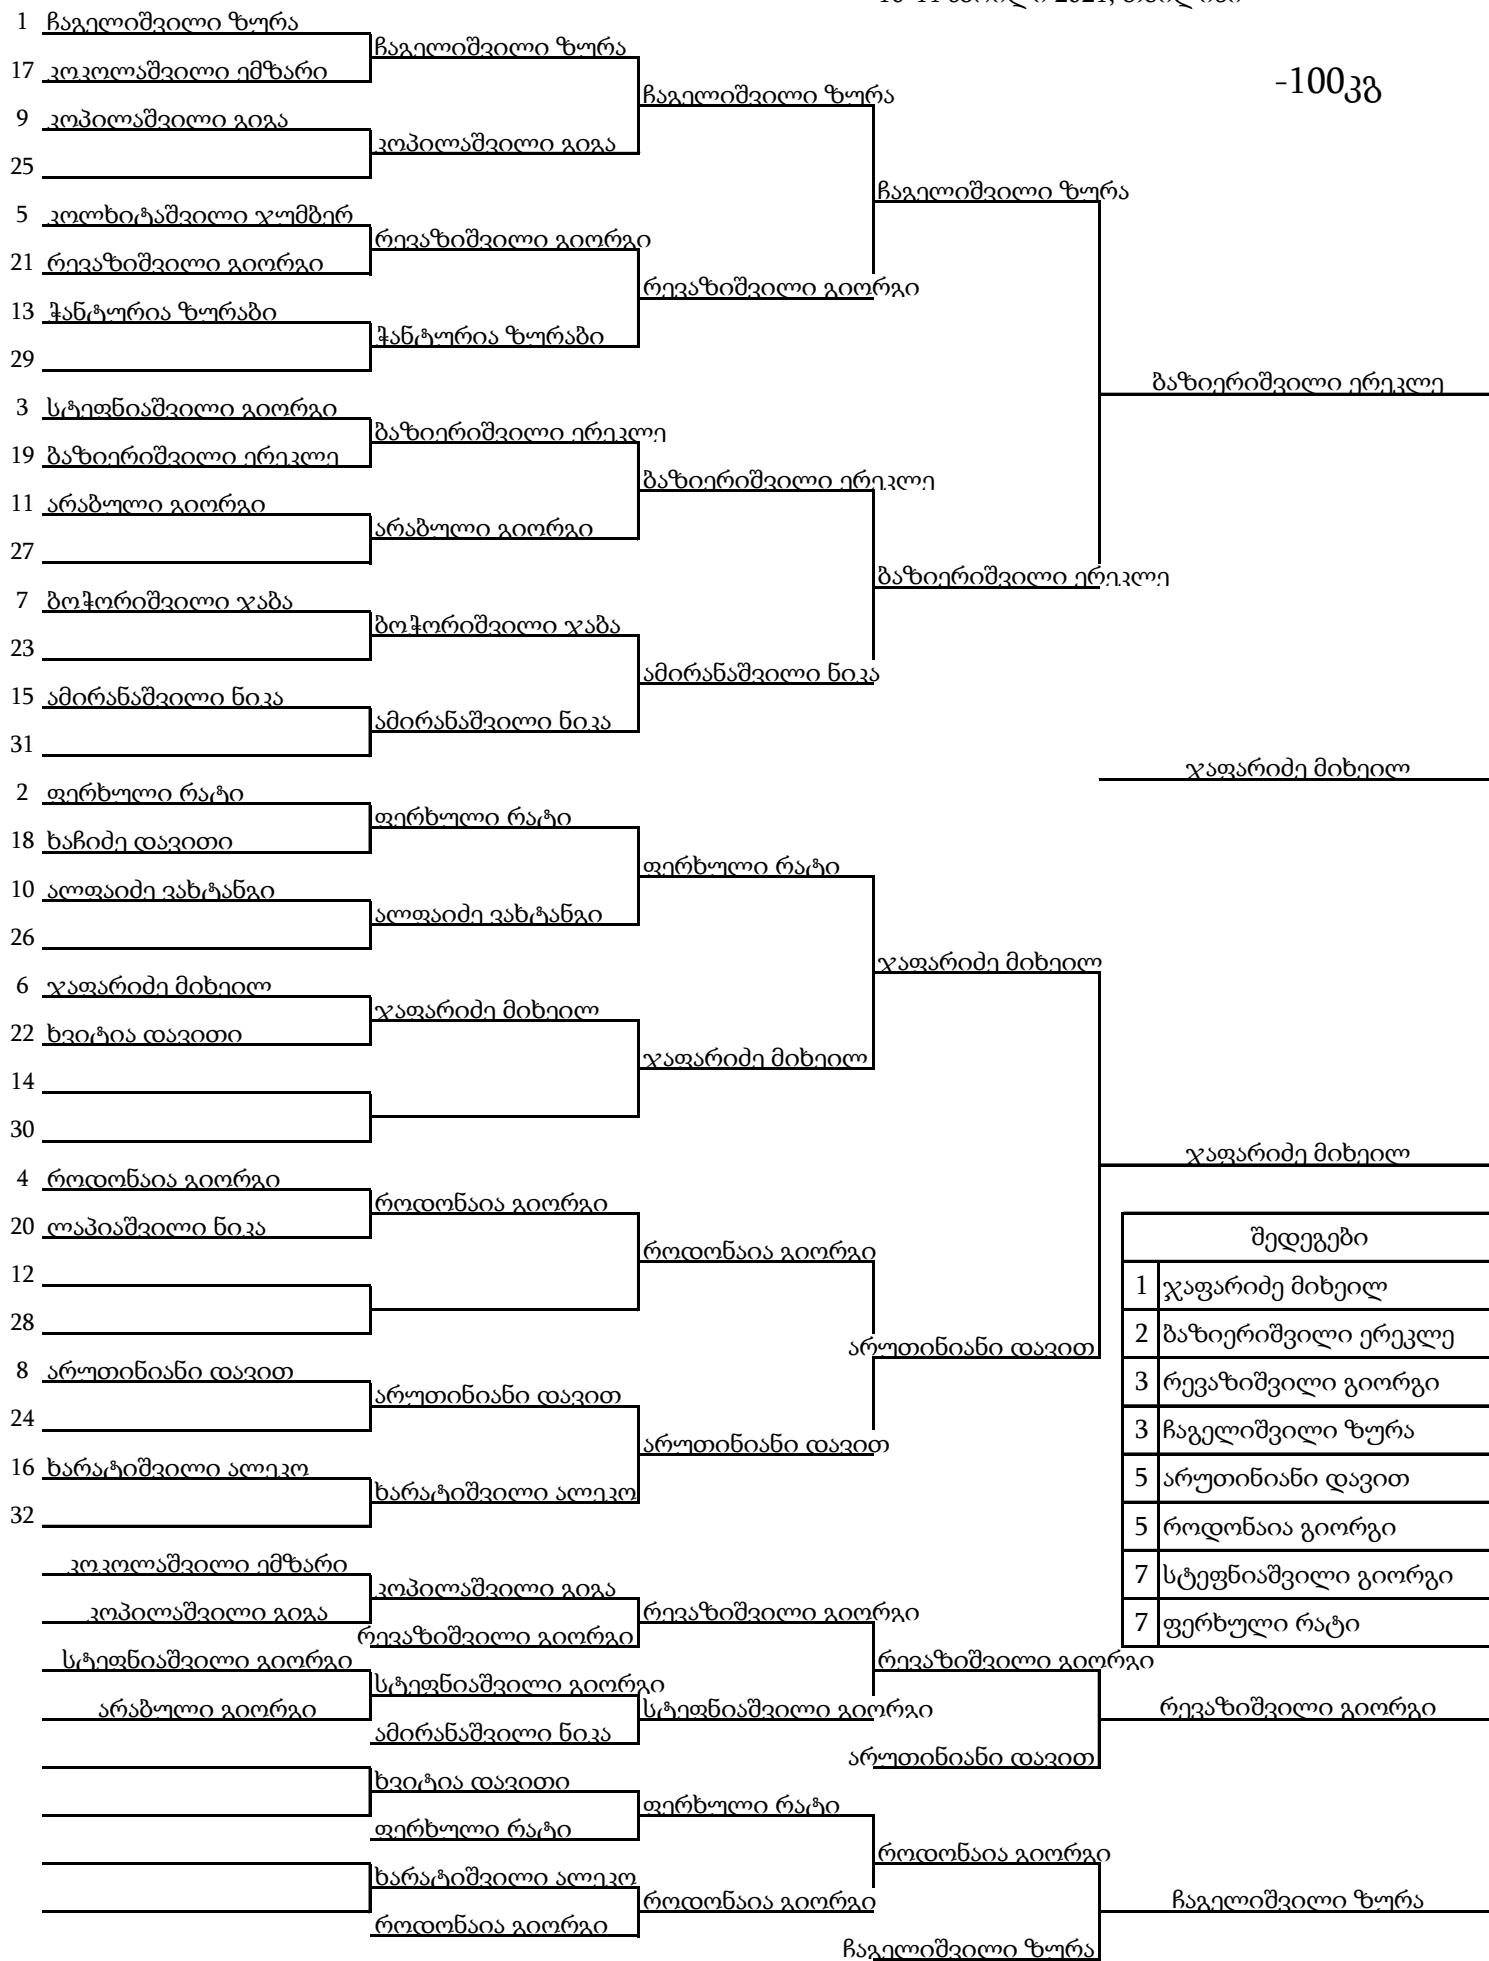 1 ჩაგელიშვილი ზურა
ჩაგელიშვილი ზურა
17 კოკოლაშვილი ემზარი
-100კგ
ჩაგელიშვილი ზურა
9 კოპილაშვილი გიგა
კოპილაშვილი გიგა
25
ჩაგელიშვილი ზურა
5 კოლხიტაშვილი ჯუმბერ
რევაზიშვილი გიორგი
21 რევაზიშვილი გიორგი
რევაზიშვილი გიორგი
13 ჭანტურია ზურაბი
ჭანტურია ზურაბი
29
ბაზიერიშვილი ერეკლე
3 სტეფნიაშვილი გიორგი
ბაზიერიშვილი ერეკლე
19 ბაზიერიშვილი ერეკლე
ბაზიერიშვილი ერეკლე
11 არაბული გიორგი
არაბული გიორგი
27
ბაზიერიშვილი ერეკლე
7 ბოჭორიშვილი ჯაბა
ბოჭორიშვილი ჯაბა
23
ამირანაშვილი ნიკა
15 ამირანაშვილი ნიკა
ამირანაშვილი ნიკა
31
ჯაფარიძე მიხეილ
2 ფერხული რატი
ფერხული რატი
18 ხაჩიძე დავითი
ფერხული რატი
10 ალფაიძე ვახტანგი
ალფაიძე ვახტანგი
26
ჯაფარიძე მიხეილ
6 ჯაფარიძე მიხეილ
ჯაფარიძე მიხეილ
22 ხვიტია დავითი
ჯაფარიძე მიხეილ
14
30
ჯაფარიძე მიხეილ
4 როდონაია გიორგი
როდონაია გიორგი
20 ლაპიაშვილი ნიკა
როდონაია გიორგი
12
28
არუთინიანი დავით
8 არუთინიანი დავით
არუთინიანი დავით
24
არუთინიანი დავით
16 ხარატიშვილი ალეკო
ხარატიშვილი ალეკო
32
შედეგები
1 ჯაფარიძე მიხეილ
2 ბაზიერიშვილი ერეკლე
3 რევაზიშვილი გიორგი
3 ჩაგელიშვილი ზურა
5 არუთინიანი დავით
5 როდონაია გიორგი
7 სტეფნიაშვილი გიორგი
7 ფერხული რატი
კოკოლაშვილი ემზარი
კოპილაშვილი გიგა
კოპილაშვილი გიგა
რევაზიშვილი გიორგი
რევაზიშვილი გიორგი
სტეფნიაშვილი გიორგი
რევაზიშვილი გიორგი
სტეფნიაშვილი გიორგი
არაბული გიორგი
სტეფნიაშვილი გიორგი
რევაზიშვილი გიორგი
ამირანაშვილი ნიკა
არუთინიანი დავით
ხვიტია დავითი
ფერხული რატი
ფერხული რატი
როდონაია გიორგი
ხარატიშვილი ალეკო
როდონაია გიორგი
ჩაგელიშვილი ზურა
როდონაია გიორგი
ჩაგელიშვილი ზურა